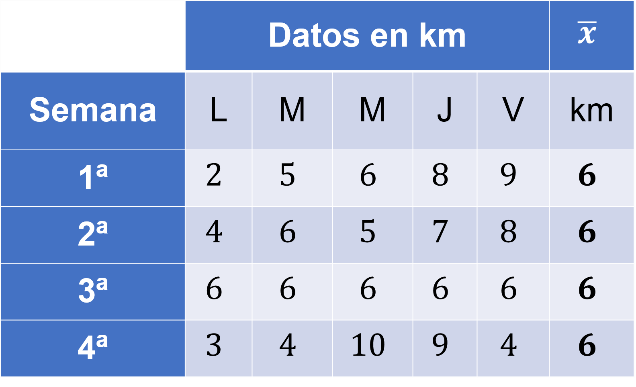 Datos en km x̅
Semana L M M J V km
1ª 2 5 6 8 9 6
2ª 4 6 5 7 8 6
3ª 6 6 6 6 6 6
4ª 3 4 10 9 4 6